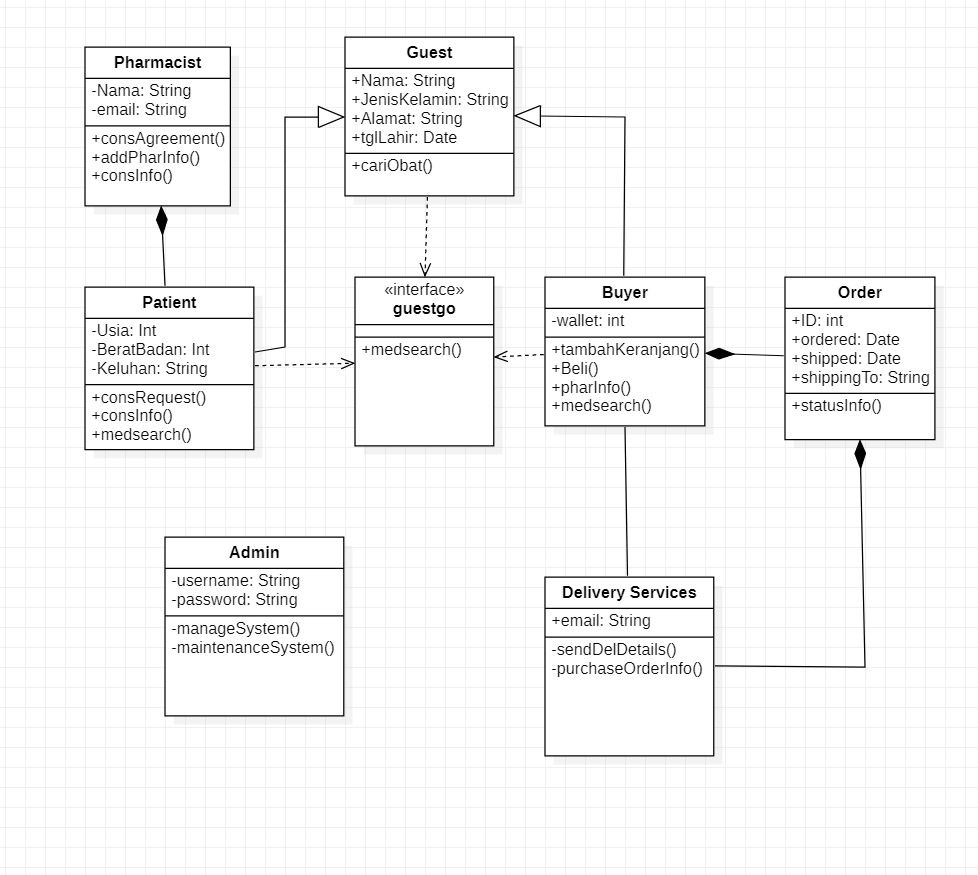 Pharmacist
-Nama: String
-email: String
+consAgreement()
+addPharInfo()
+consInfo()
Guest
+Nama: String
+JenisKelamin: String
+Alamat: String
+tglLahir: Date
+cariObat()
Patient
-Usia: Int
-BeratBadan: Int
-Keluhan: String
+consRequest()
+consInfo()
+medsearch()
«interface»
guestgo
+medsearch()
Buyer
-wallet: int
+tambahKeranjang()
+Beli()
+pharInfo()
+medsearch()
Order
+ID: int
+ordered: Date
+shipped: Date
+shippingTo: String
+statusInfo()
Admin
-username: String
-password: String
-manageSystem()
-maintenanceSystem()
Delivery Services
+email: String
-sendDelDetails()
-purchaseOrderInfo()